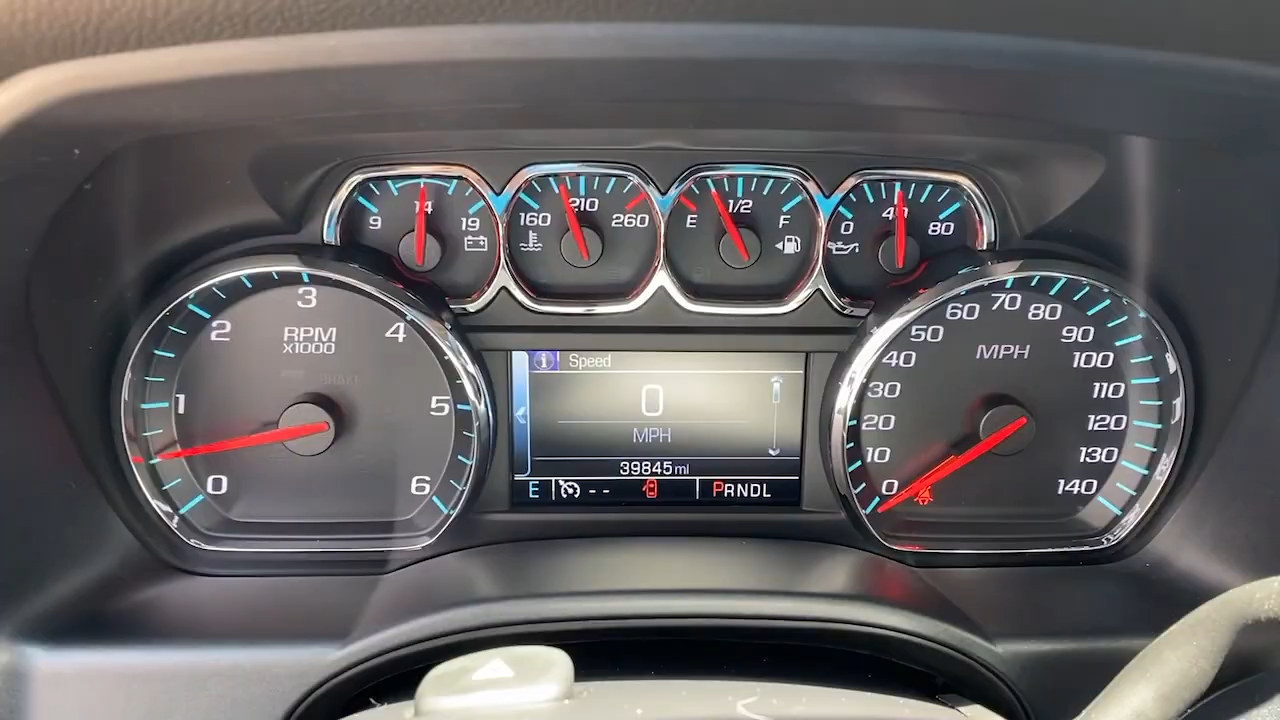 9 14 19
160 210 260
E 1/2 F
0 40 80
0 1 2 3 4 5 6
RPM
x1000
BRAKE
Speed
0
MPH
39845 mi
E -- PRNDL
0 10 20 30 40 50 60 70 80 90 100 110 120 130 140
MPH